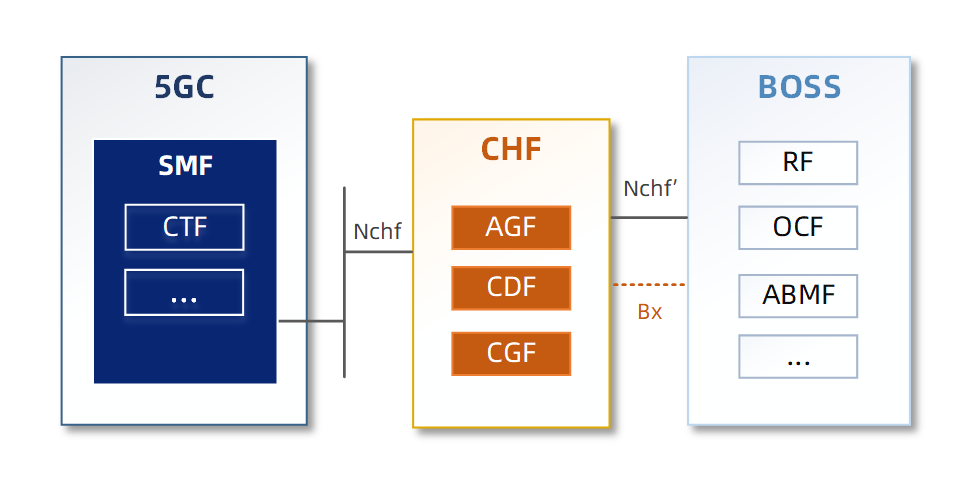 5GC
SMF
CTF
...
Nchf
CHF
AGF
CDF
CGF
Nchf’
Bx
BOSS
RF
OCF
ABMF
...